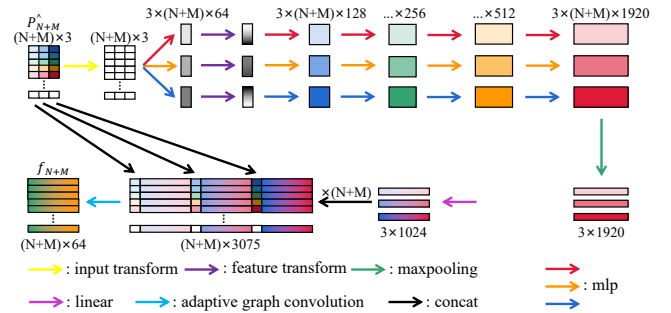 P^_{N+M}
(N+M)×3 (N+M)×3 3×(N+M)×64 3×(N+M)×128 ...×256 ...×512 3×(N+M)×1920
f_{N+M} ×(N+M)
(N+M)×64 (N+M)×3075 3×1024 3×1920
: input transform : feature transform : maxpooling
: mlp
: linear : adaptive graph convolution : concat